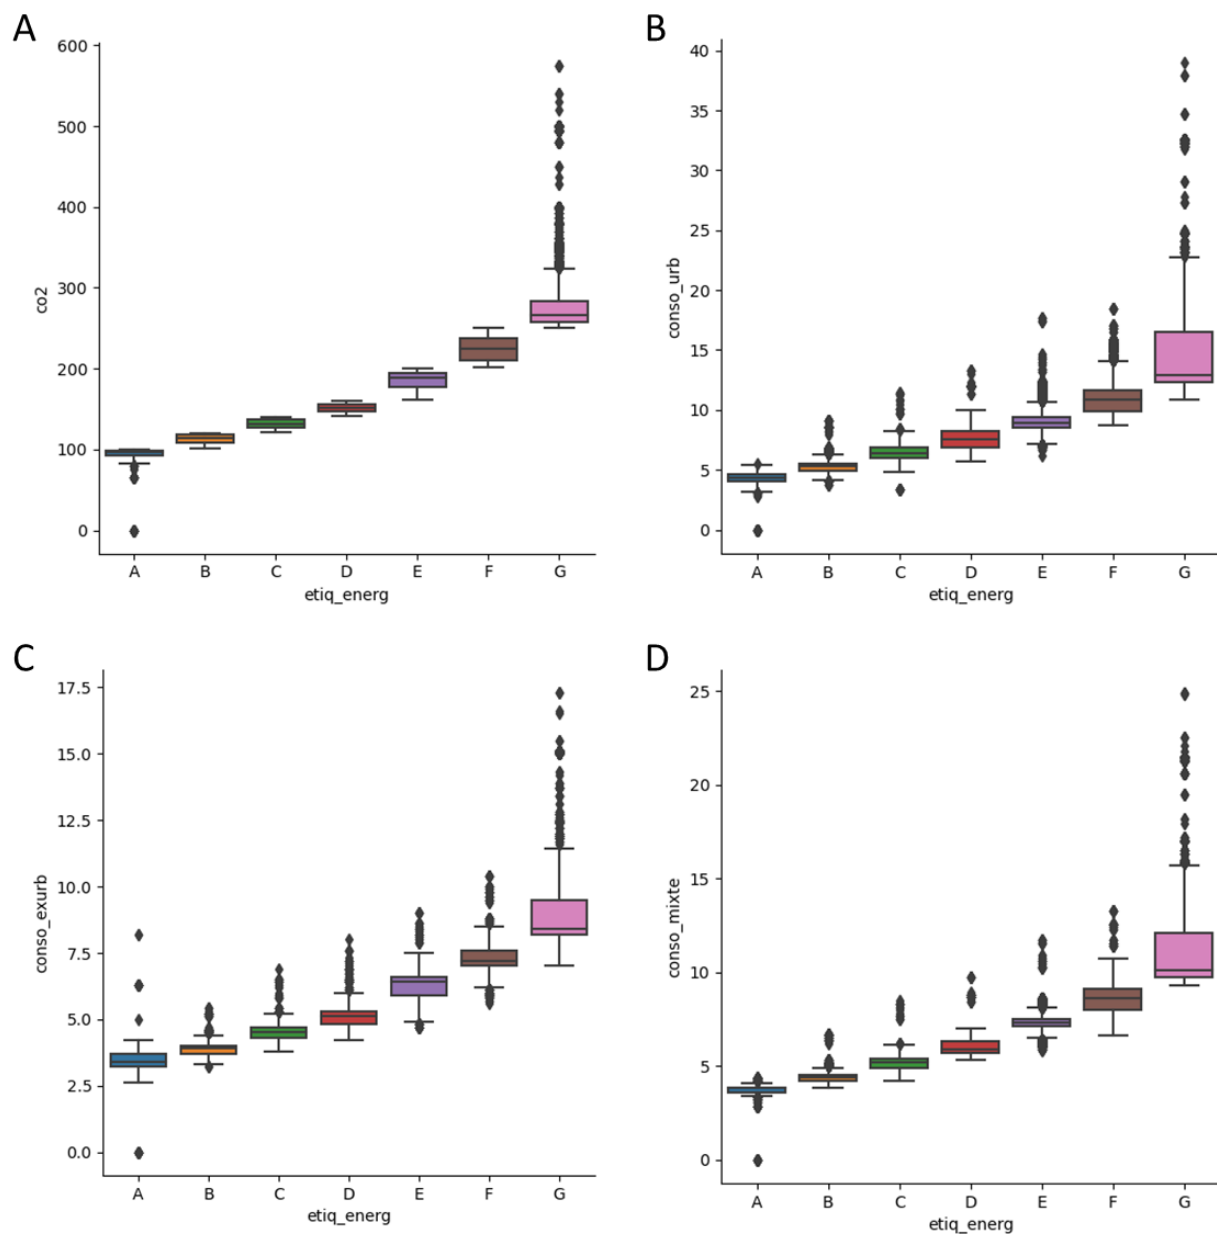 A
600
500
400
300
200
100
0
co2
A B C D E F G
etiq_energ
B
40
35
30
25
20
15
10
5
0
conso_urb
A B C D E F G
etiq_energ
C
17.5
15.0
12.5
10.0
7.5
5.0
2.5
0.0
conso_exurb
A B C D E F G
etiq_energ
D
25
20
15
10
5
0
conso_mixte
A B C D E F G
etiq_energ